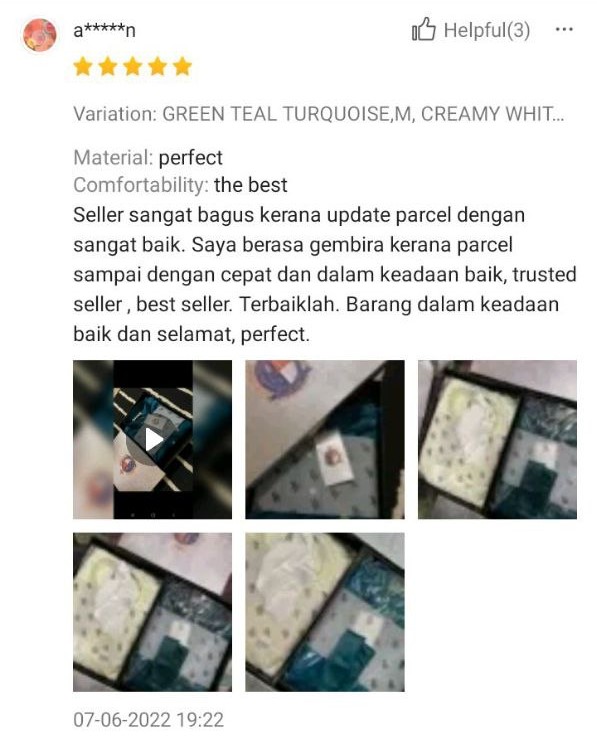 a*****n
Helpful(3)
Variation: GREEN TEAL TURQUOISE,M, CREAMY WHIT...
Material: perfect
Comfortability: the best
Seller sangat bagus kerana update parcel dengan
sangat baik. Saya berasa gembira kerana parcel
sampai dengan cepat dan dalam keadaan baik, trusted
seller , best seller. Terbaiklah. Barang dalam keadaan
baik dan selamat, perfect.
07-06-2022 19:22